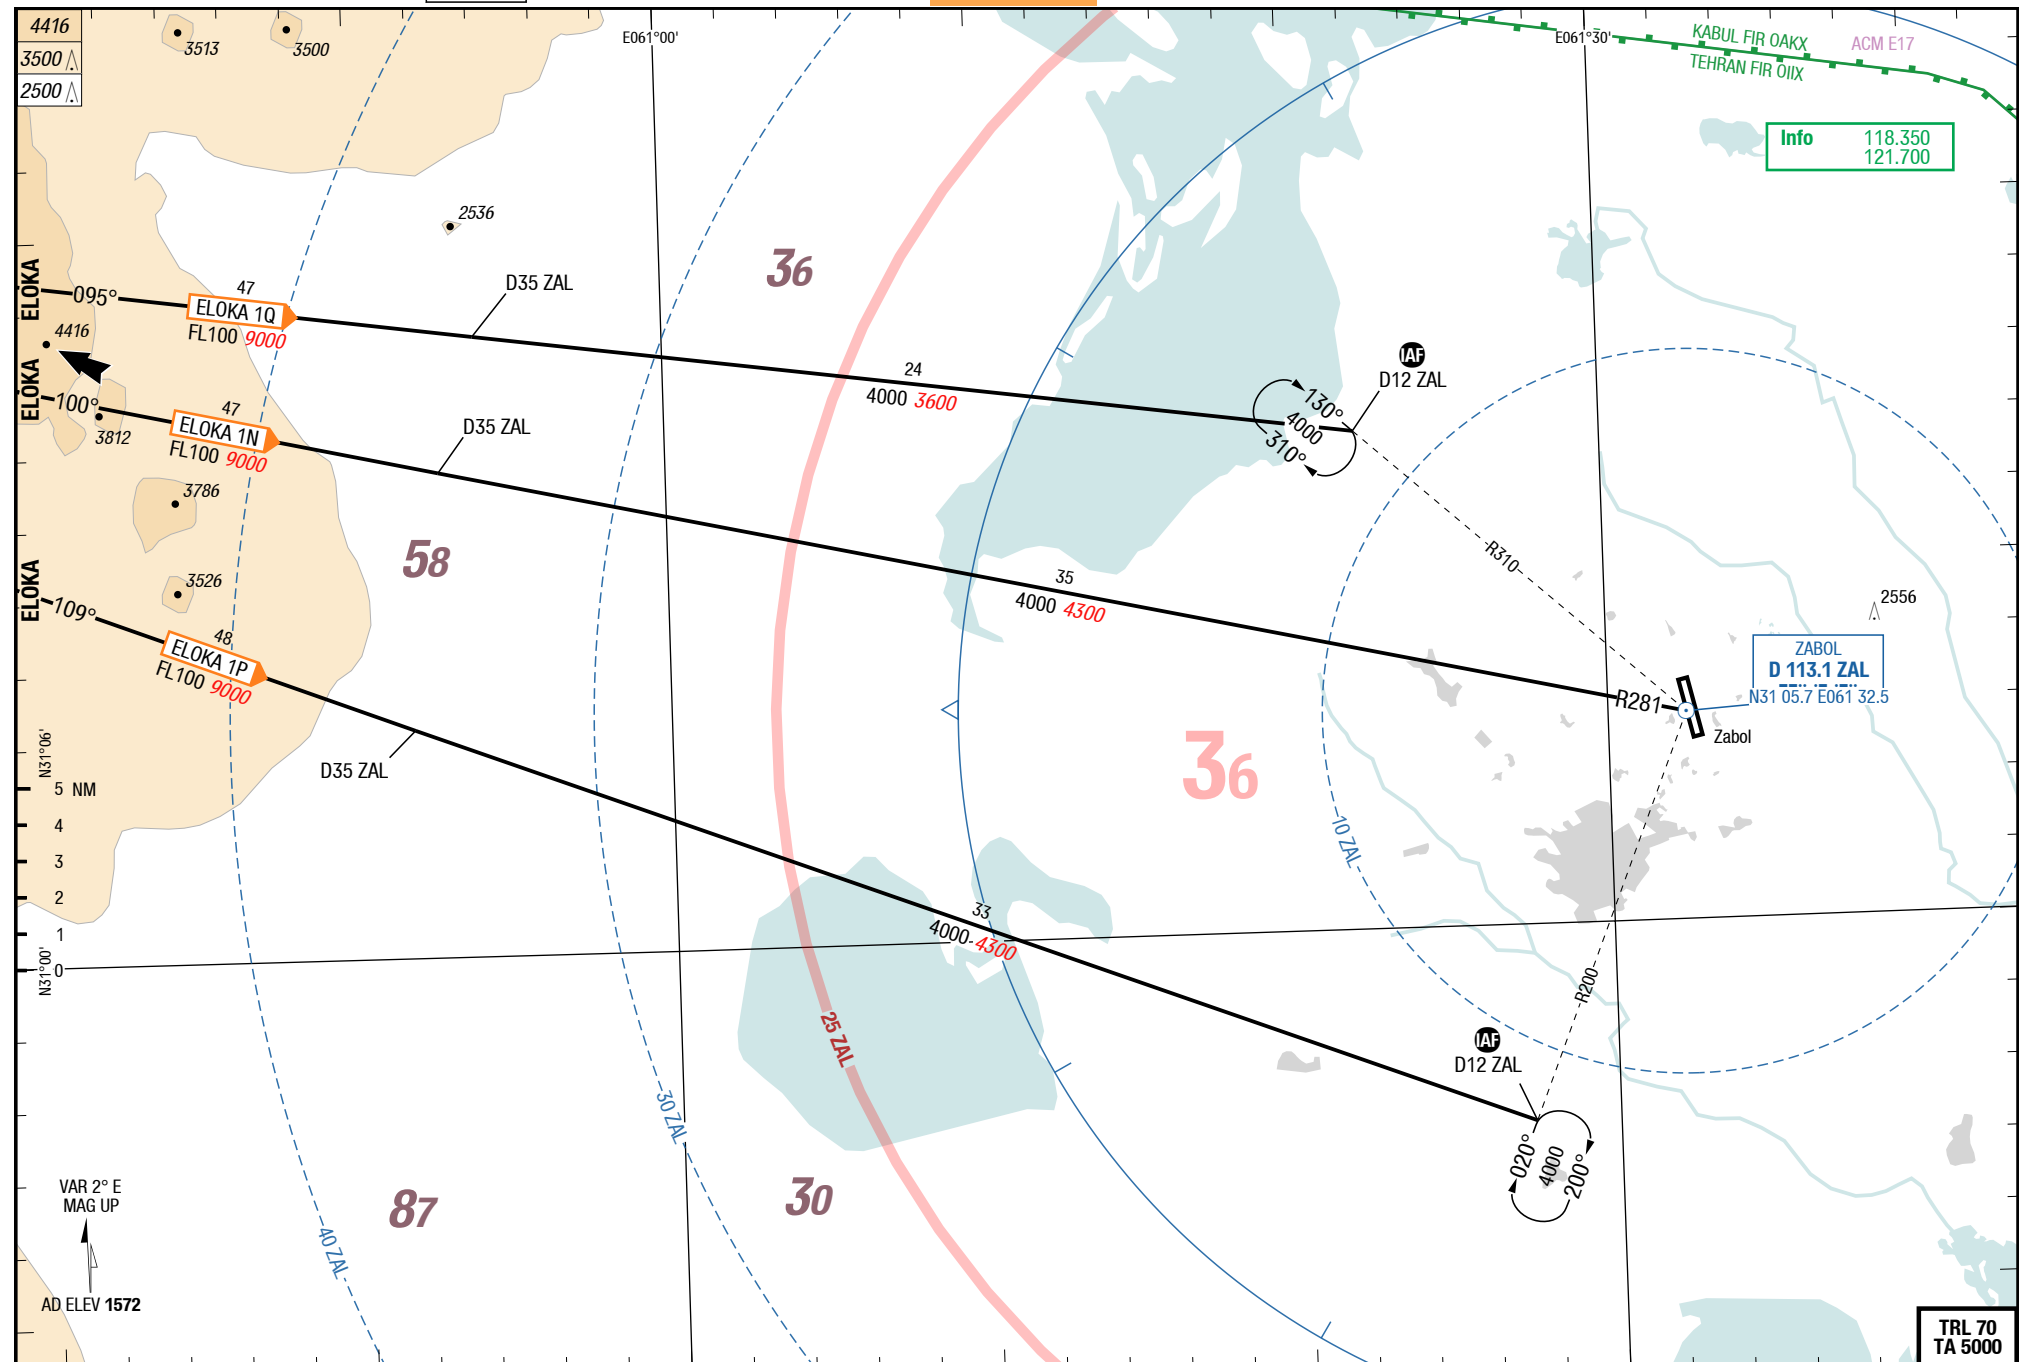 4416
3500
2500
3513
3500
E061°00'
E061°30'
KABUL FIR OAKX
TEHRAN FIR OIIX
ACM E17
Info 118.350
121.700
2536
36
D35 ZAL
ELOKA
095°
47
ELOKA 1Q
FL100 9000
4416
24
4000 3600
IAF
D12 ZAL
130°
4000
310°
ELOKA
100°
47
ELOKA 1N
FL100 9000
3812
D35 ZAL
3786
58
35
4000 4300
R310
R281
2556
ZABOL
D 113.1 ZAL
N31 05.7 E061 32.5
Zabol
3526
ELOKA
109°
48
ELOKA 1P
FL100 9000
D35 ZAL
36
10 ZAL
N31°06'
5 NM
4
3
2
1
0
N31°00'
33
4000 4300
R200
25 ZAL
30 ZAL
40 ZAL
IAF
D12 ZAL
020°
4000
200°
87
30
VAR 2° E
MAG UP
AD ELEV 1572
TRL 70
TA 5000